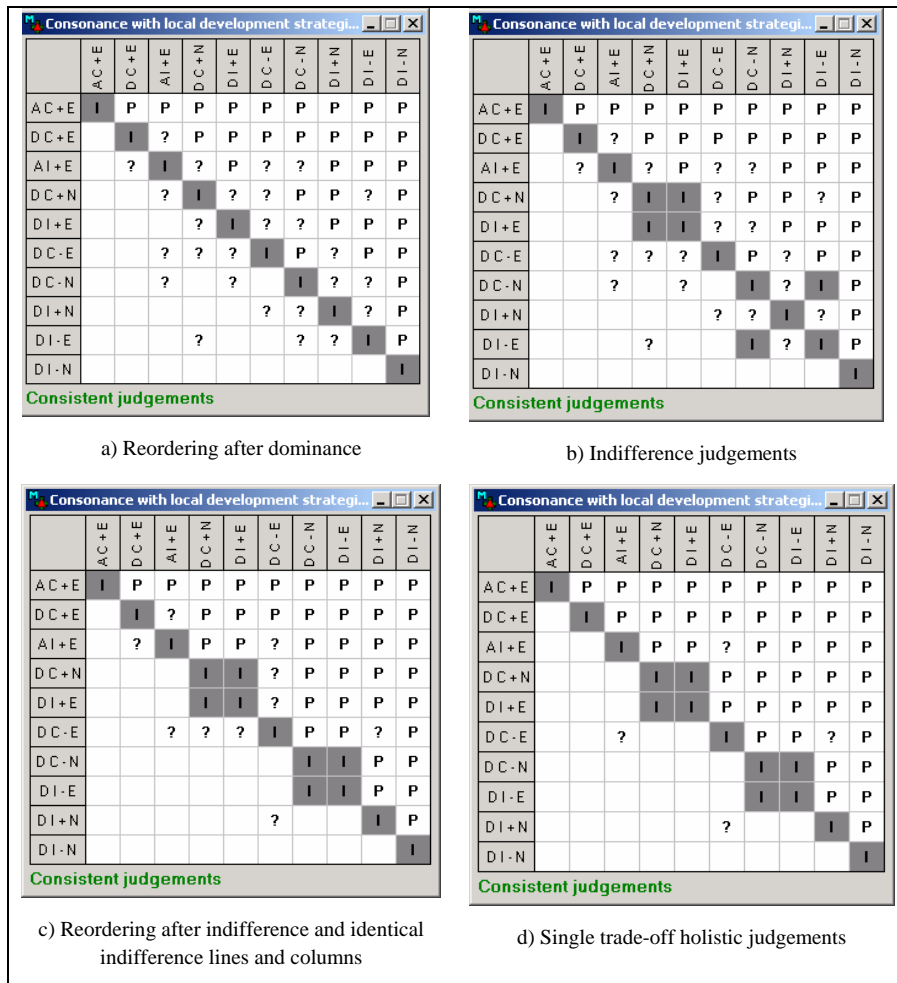 Consonance with local development strategi...
AC+E DC+E AI+E DC+N DI+E DC-E DC-N DI+N DI-E DI-N
AC+E I P P P P P P P P P
DC+E I ? P P P P P P P
AI+E ? I ? P ? ? P P P
DC+N ? I ? ? P P ? P
DI+E ? I ? ? P P P
DC-E ? ? ? I P ? P P
DC-N ? ? I ? ? P
DI+N ? ? I ? P
DI-E ? ? ? I P
DI-N I
Consistent judgements
a) Reordering after dominance
Consonance with local development strategi...
AC+E DC+E AI+E DC+N DI+E DC-E DC-N DI+N DI-E DI-N
AC+E I P P P P P P P P P
DC+E I ? P P P P P P P
AI+E ? I ? P ? ? P P P
DC+N ? I I ? P P ? P
DI+E I I ? ? P P P
DC-E ? ? ? I P ? P P
DC-N ? ? I ? I P
DI+N ? ? I ? P
DI-E ? I ? I P
DI-N I
Consistent judgements
b) Indifference judgements
Consonance with local development strategi...
AC+E DC+E AI+E DC+N DI+E DC-E DC-N DI-E DI+N DI-N
AC+E I P P P P P P P P P
DC+E I ? P P P P P P P
AI+E ? I P P ? P P P P
DC+N I I ? P P P P
DI+E I I ? P P P P
DC-E ? ? ? I P P ? P
DC-N I I P P
DI-E I I P P
DI+N ? I P
DI-N I
Consistent judgements
c) Reordering after indifference and identical
indifference lines and columns
Consonance with local development strategi...
AC+E DC+E AI+E DC+N DI+E DC-E DC-N DI-E DI+N DI-N
AC+E I P P P P P P P P P
DC+E I P P P P P P P P
AI+E I P P ? P P P P
DC+N I I P P P P P
DI+E I I P P P P P
DC-E ? I P P ? P
DC-N I I P P
DI-E I I P P
DI+N ? I P
DI-N I
Consistent judgements
d) Single trade-off holistic judgements